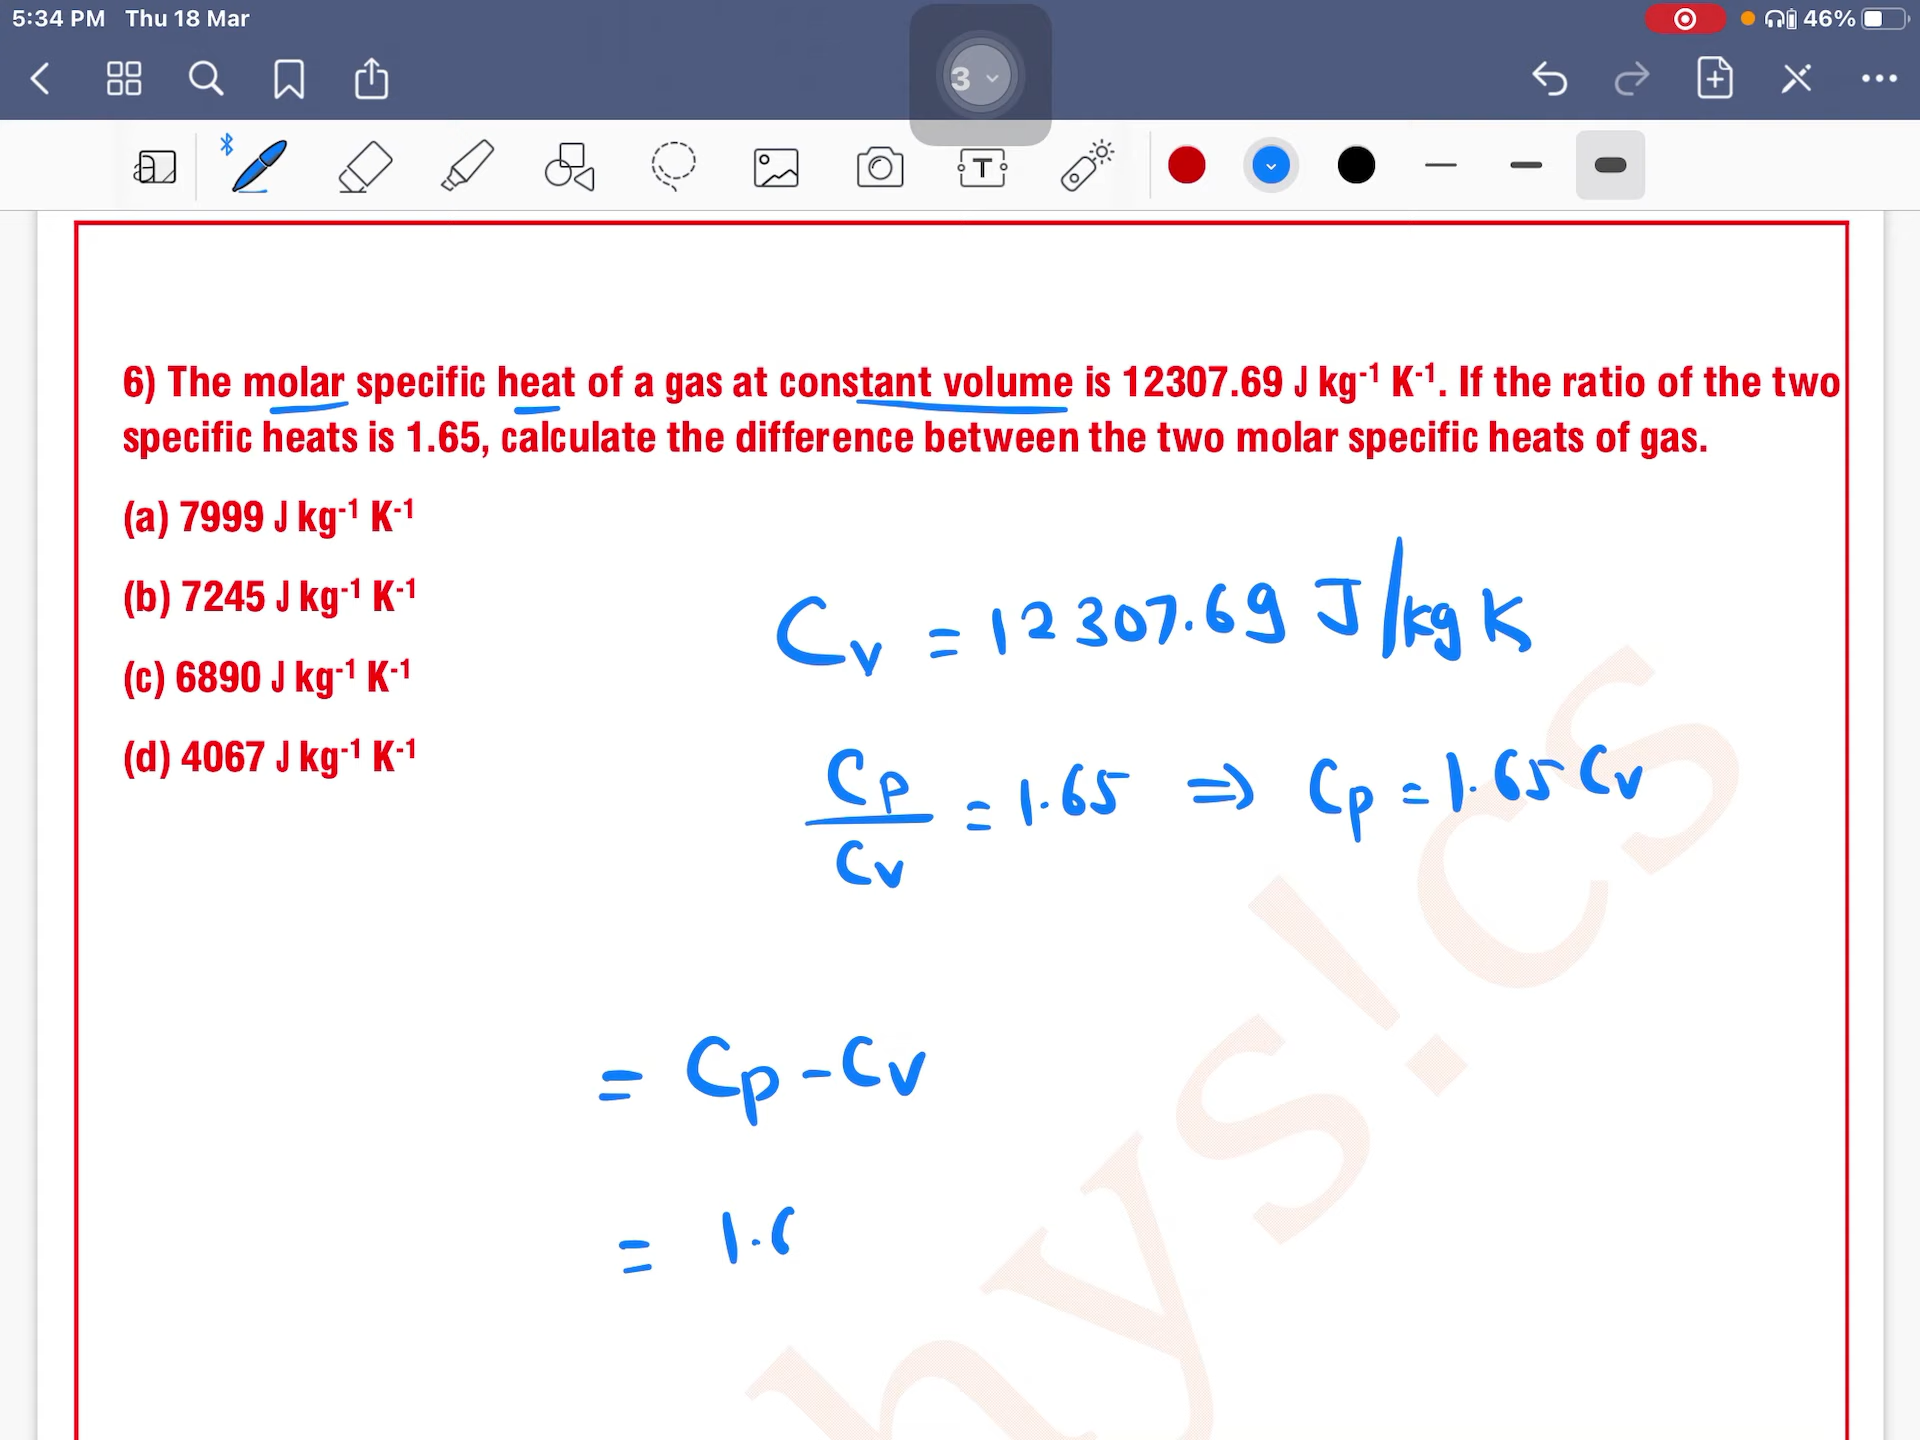 5:34 PM Thu 18 Mar
46%
3
T
6) The molar specific heat of a gas at constant volume is 12307.69 J kg⁻¹ K⁻¹. If the ratio of the two
specific heats is 1.65, calculate the difference between the two molar specific heats of gas.
(a) 7999 J kg⁻¹ K⁻¹
(b) 7245 J kg⁻¹ K⁻¹
(c) 6890 J kg⁻¹ K⁻¹
(d) 4067 J kg⁻¹ K⁻¹
Cv = 12307.69 J/kg K
Cp/Cv = 1.65 ⇒ Cp = 1.65 Cv
= Cp - Cv
= 1.6
hys!cs